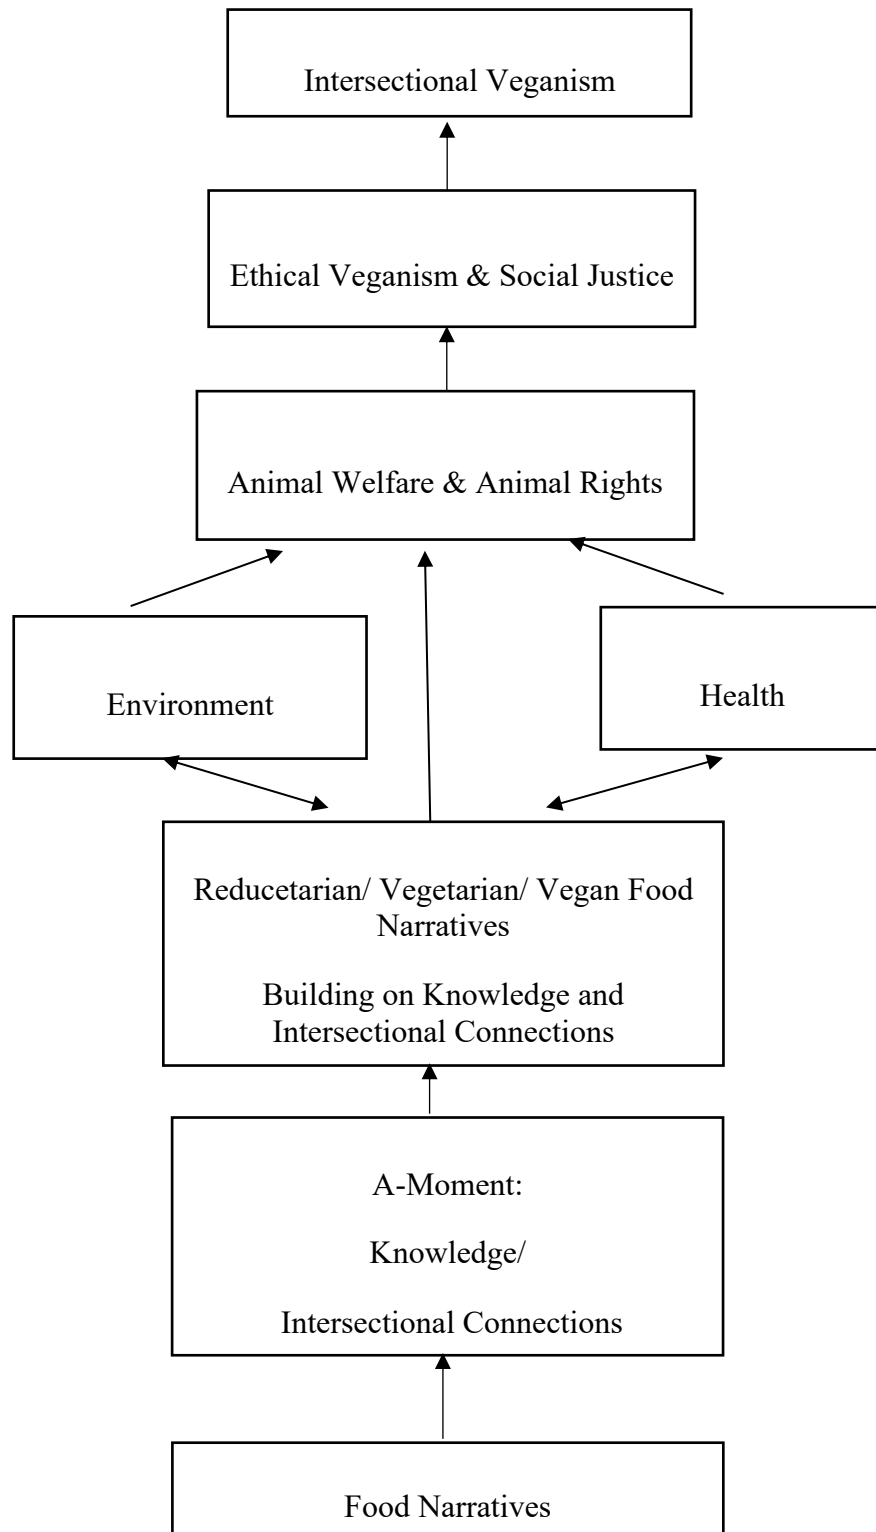 Intersectional Veganism
Ethical Veganism & Social Justice
Animal Welfare & Animal Rights
Environment
Health
Reducetarian/ Vegetarian/ Vegan Food
Narratives
Building on Knowledge and
Intersectional Connections
A-Moment:
Knowledge/
Intersectional Connections
Food Narratives